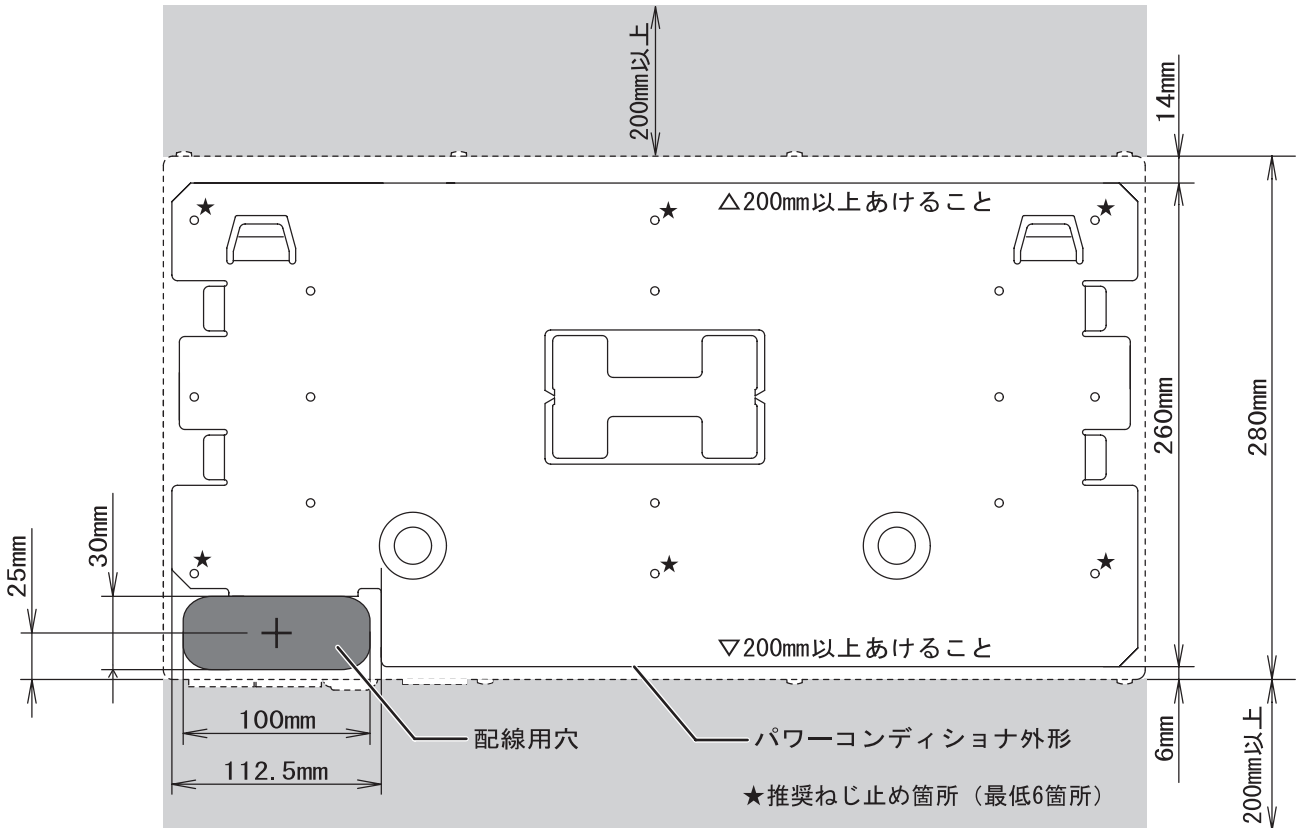 200mm以上
14mm
△200mm以上あけること
260mm
280mm
30mm
25mm
▽200mm以上あけること
100mm
配線用穴
パワーコンディショナ外形
6mm
200mm以上
112.5mm
★推奨ねじ止め箇所（最低6箇所）